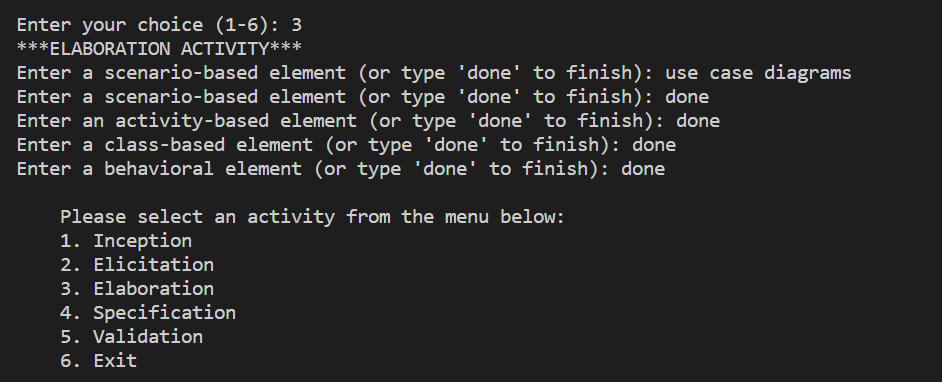 Enter your choice (1-6): 3
***ELABORATION ACTIVITY***
Enter a scenario-based element (or type 'done' to finish): use case diagrams
Enter a scenario-based element (or type 'done' to finish): done
Enter an activity-based element (or type 'done' to finish): done
Enter a class-based element (or type 'done' to finish): done
Enter a behavioral element (or type 'done' to finish): done
Please select an activity from the menu below:
1. Inception
2. Elicitation
3. Elaboration
4. Specification
5. Validation
6. Exit